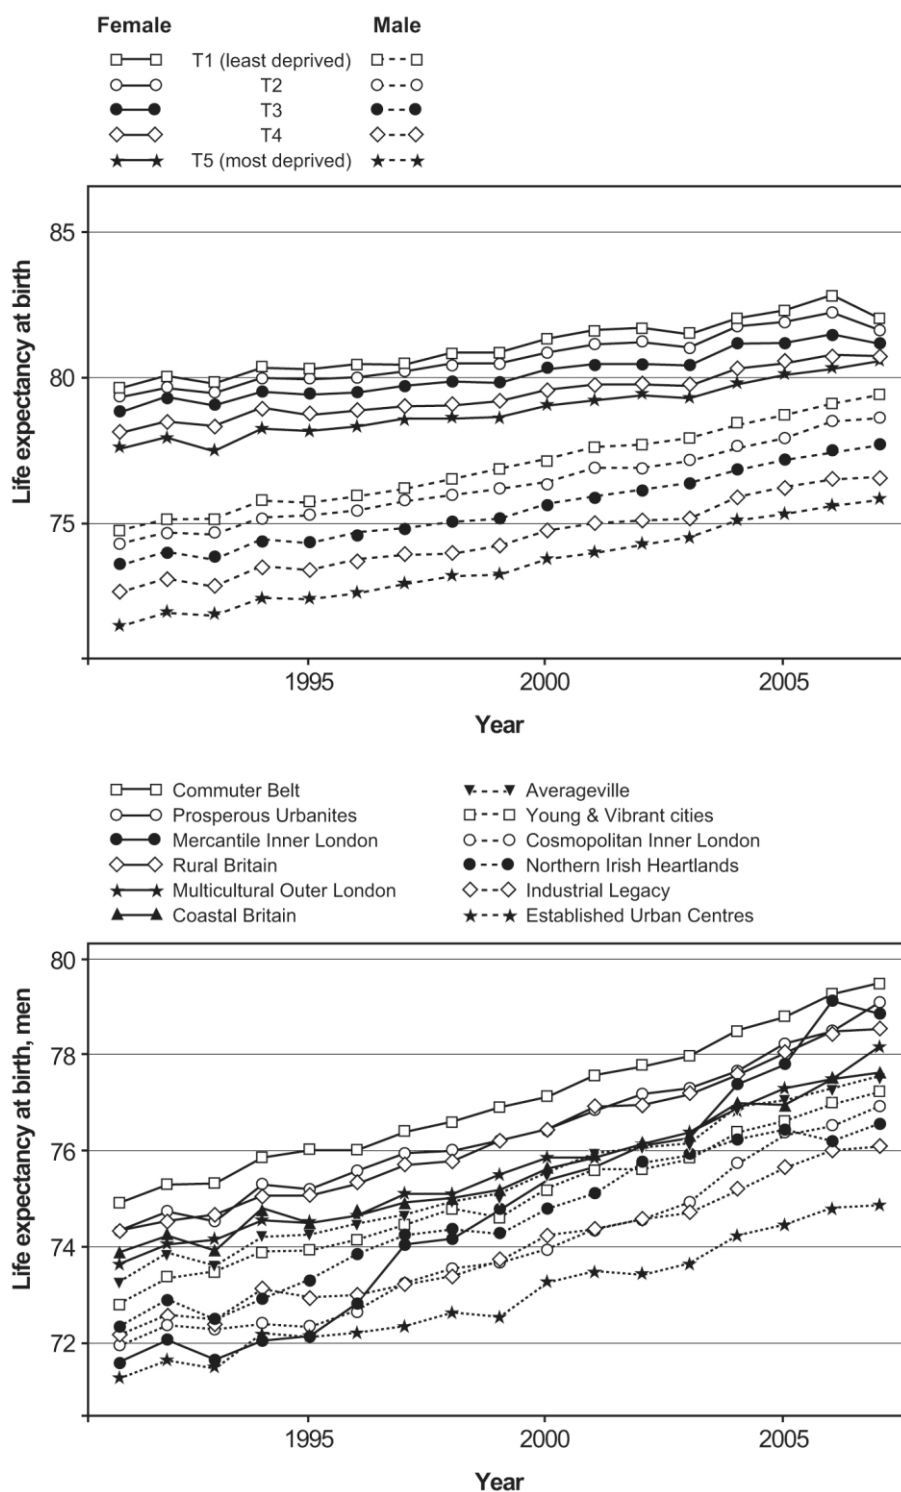 Female Male
T1 (least deprived)
T2
T3
T4
T5 (most deprived)
85
80
75
Life expectancy at birth
1995 2000 2005
Year
Commuter Belt Averageville
Prosperous Urbanites Young & Vibrant cities
Mercantile Inner London Cosmopolitan Inner London
Rural Britain Northern Irish Heartlands
Multicultural Outer London Industrial Legacy
Coastal Britain Established Urban Centres
80
78
76
74
72
Life expectancy at birth, men
1995 2000 2005
Year